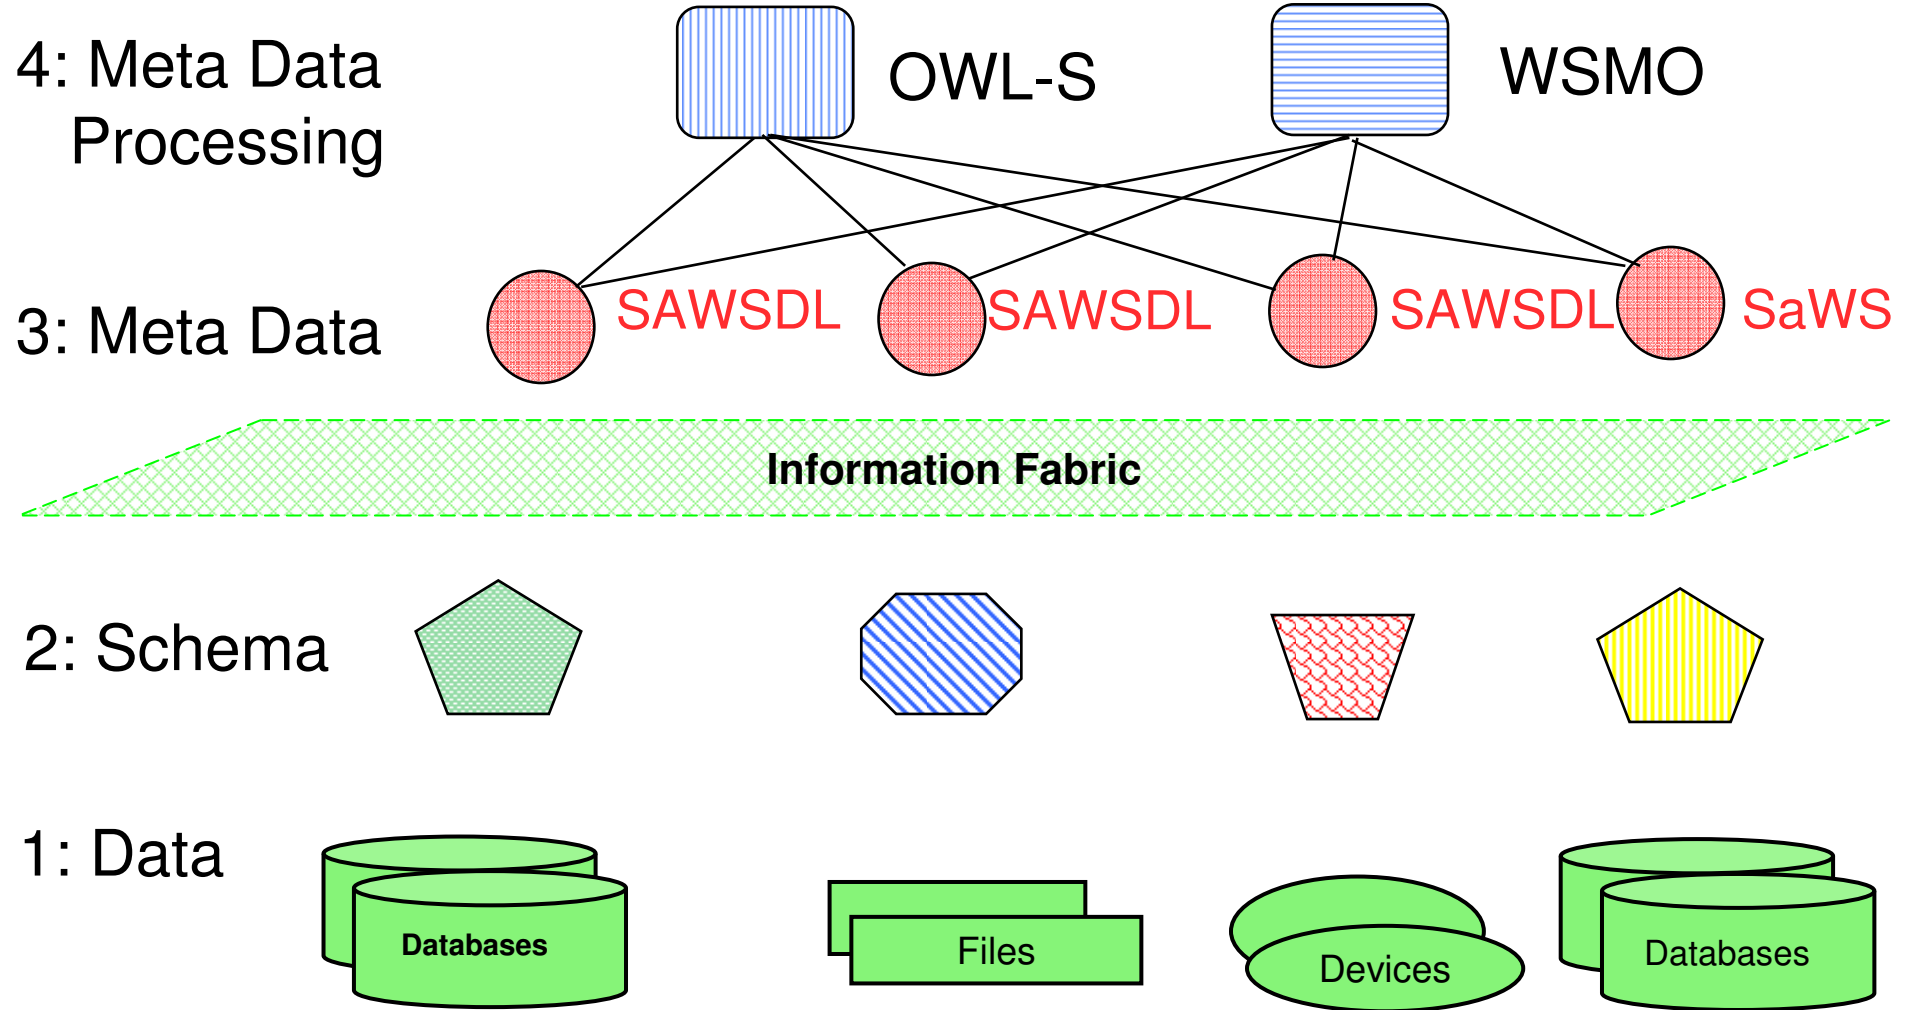 4: Meta Data
Processing
OWL-S
WSMO
3: Meta Data
SAWSDL
SAWSDL
SAWSDL
SaWS
Information Fabric
2: Schema
1: Data
Databases
Files
Devices
Databases